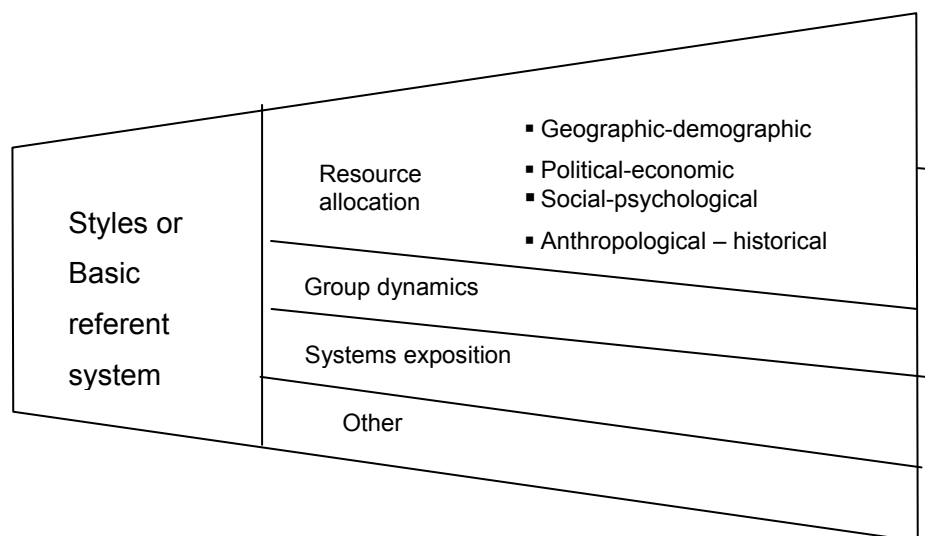 Styles or
Basic
referent
system
Resource
allocation
▪ Geographic-demographic
▪ Political-economic
▪ Social-psychological
▪ Anthropological – historical
Group dynamics
Systems exposition
Other